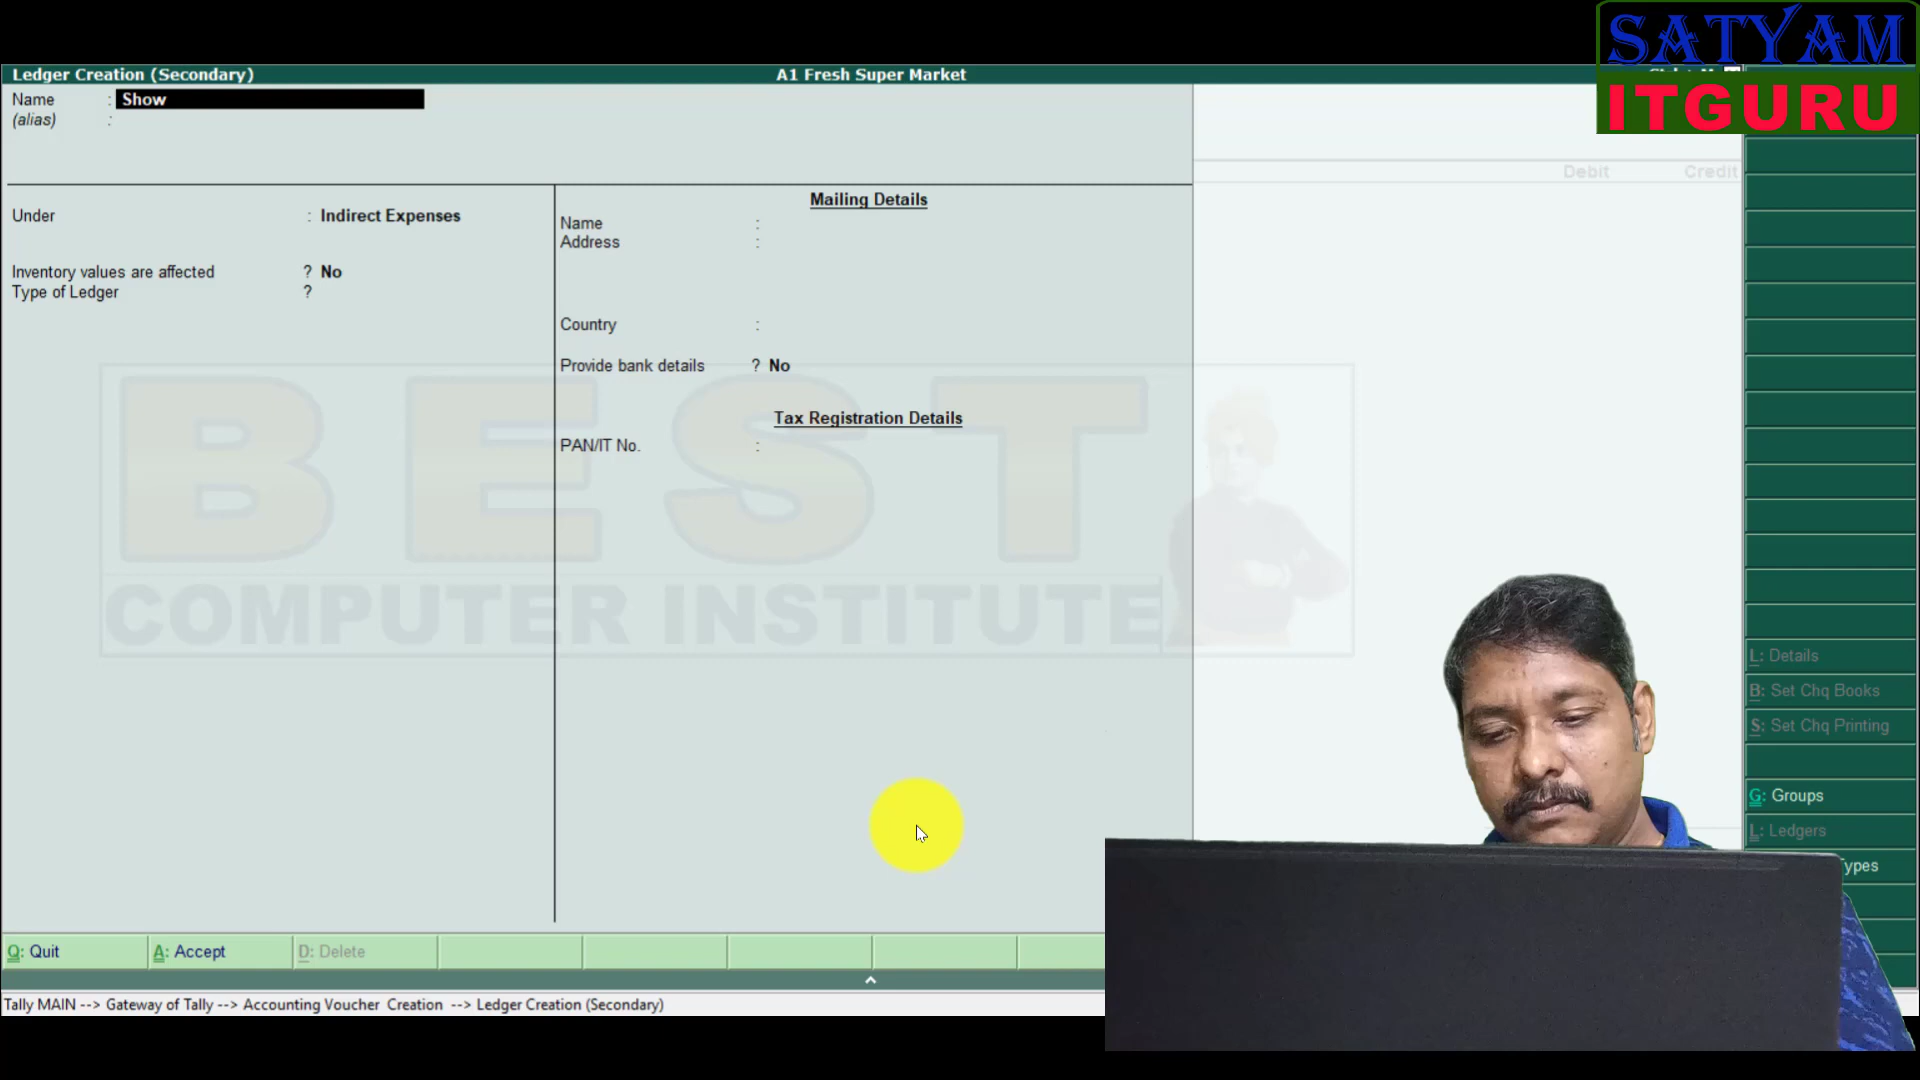 SATYAM
ITGURU
Ledger Creation (Secondary)
A1 Fresh Super Market
Name : Show
(alias) :
Debit Credit
Under : Indirect Expenses
Inventory values are affected ? No
Type of Ledger ?
Mailing Details
Name :
Address :
Country :
Provide bank details ? No
Tax Registration Details
PAN/IT No. :
BEST
COMPUTER INSTITUTE
L: Details
B: Set Chq Books
S: Set Chq Printing
G: Groups
L: Ledgers
Q: Quit
A: Accept
D: Delete
Tally MAIN --> Gateway of Tally --> Accounting Voucher Creation --> Ledger Creation (Secondary)